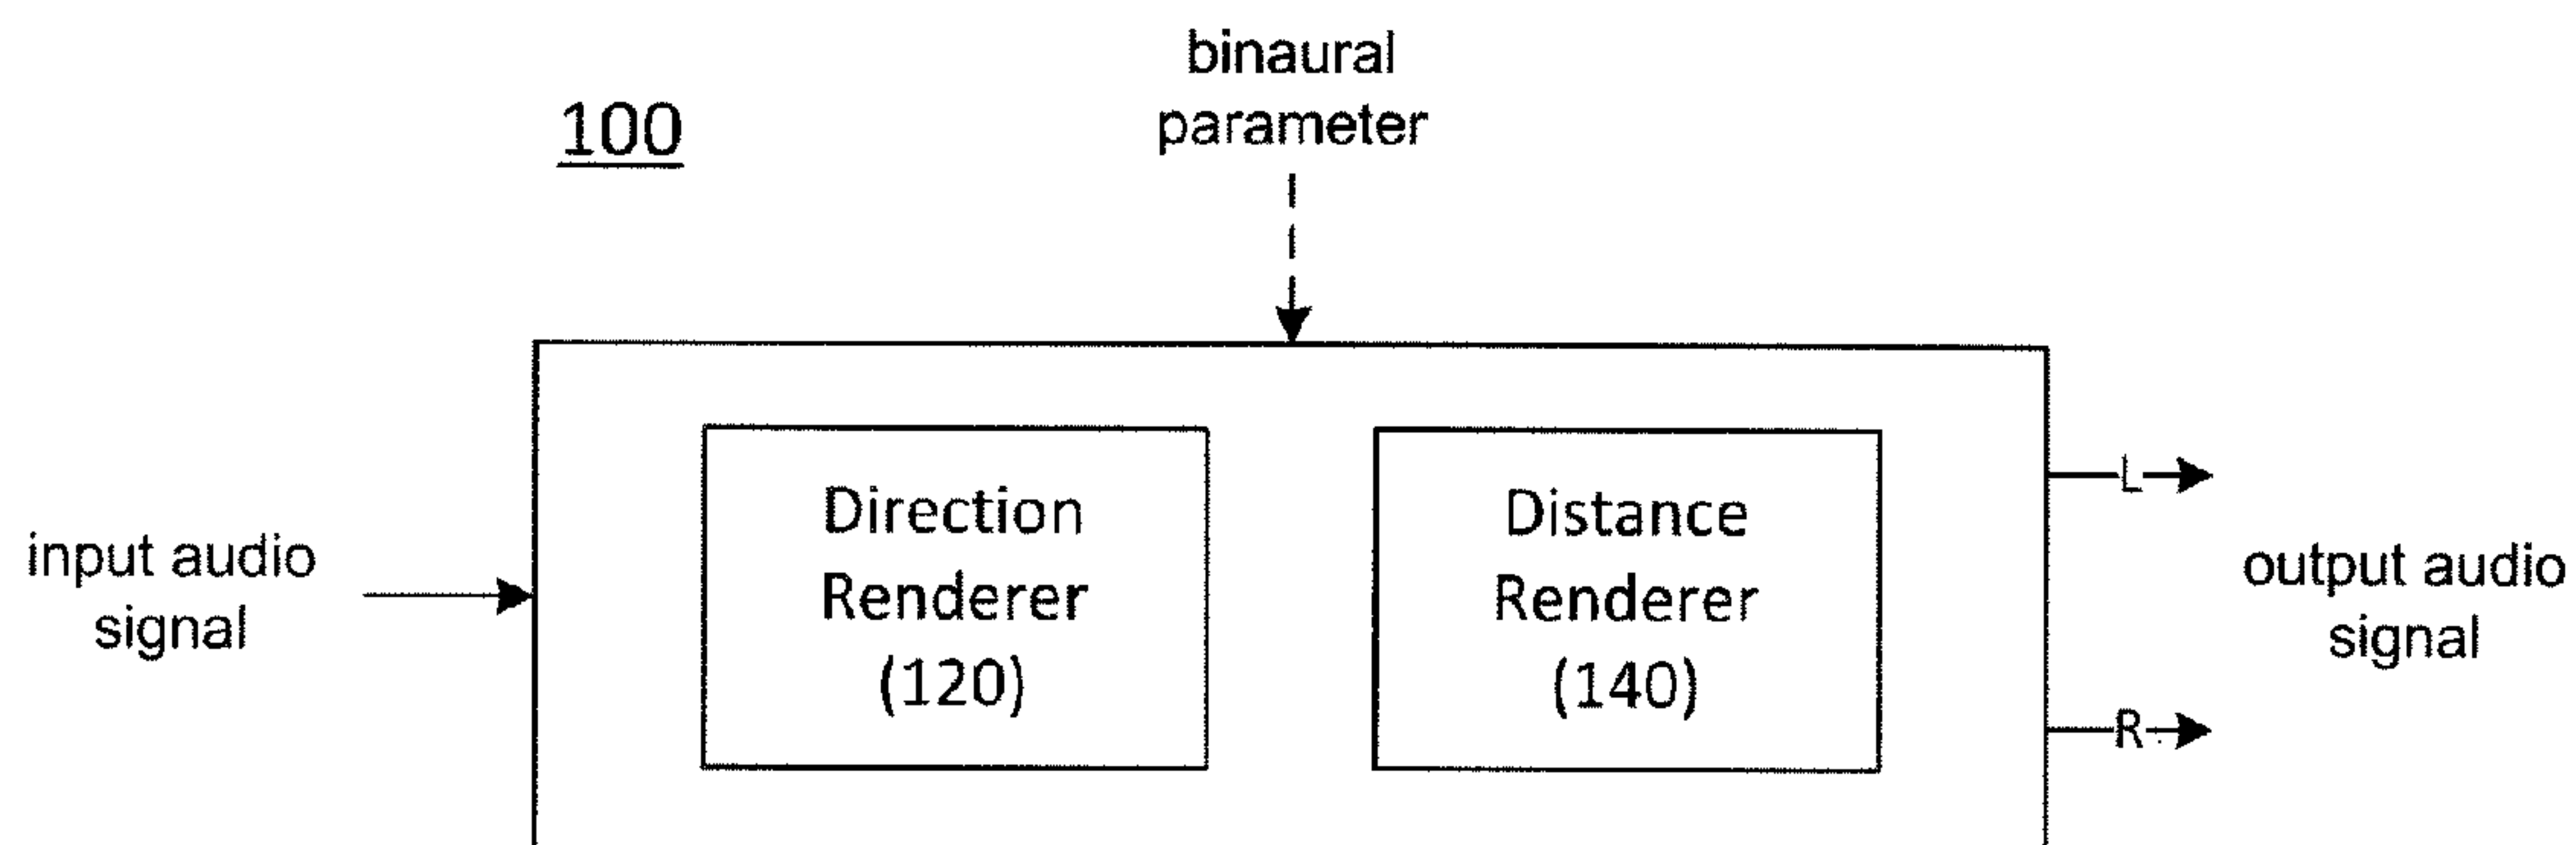 binaural
parameter
100
Direction
Renderer
(120)
Distance
Renderer
(140)
input audio
signal
L
R
output audio
signal